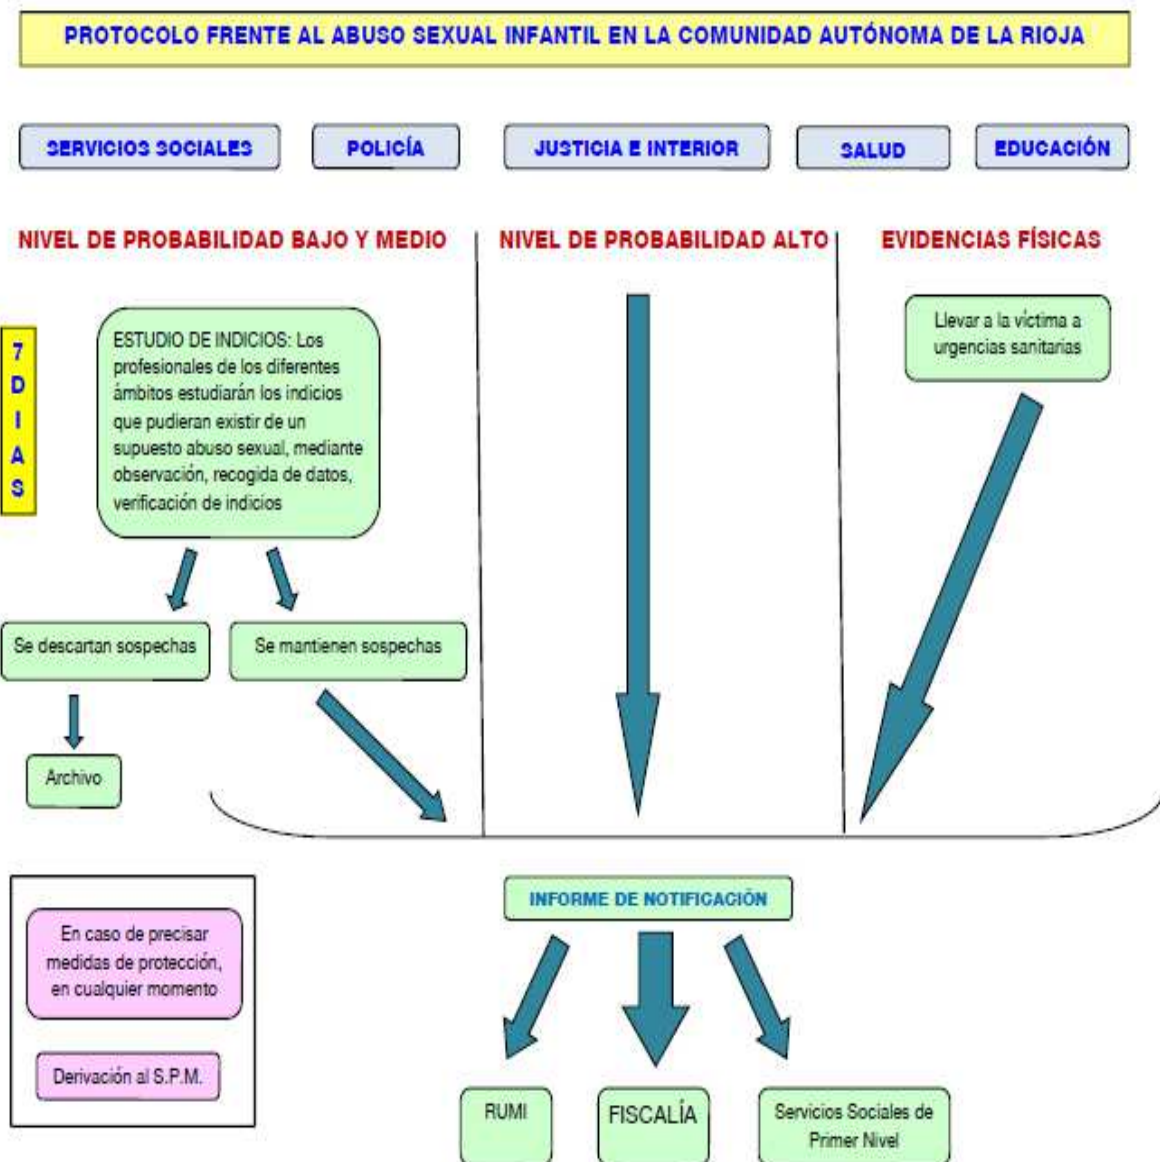 PROTOCOLO FRENTE AL ABUSO SEXUAL INFANTIL EN LA COMUNIDAD AUTÓNOMA DE LA RIOJA
SERVICIOS SOCIALES
POLICÍA
JUSTICIA E INTERIOR
SALUD
EDUCACIÓN
NIVEL DE PROBABILIDAD BAJO Y MEDIO
NIVEL DE PROBABILIDAD ALTO
EVIDENCIAS FÍSICAS
7
D
I
A
S
ESTUDIO DE INDICIOS: Los
profesionales de los diferentes
ámbitos estudiarán los indicios
que pudieran existir de un
supuesto abuso sexual, mediante
observación, recogida de datos,
verificación de indicios
Llevar a la víctima a
urgencias sanitarias
Se descartan sospechas
Se mantienen sospechas
Archivo
INFORME DE NOTIFICACIÓN
En caso de precisar
medidas de protección,
en cualquier momento
Derivación al S.P.M.
RUMI
FISCALÍA
Servicios Sociales de
Primer Nivel